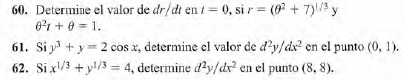 60. Determine el valor de dr/dt en t = 0, si r = (θ² + 7)^{1/3} y
θ²t + θ = 1.
61. Si y³ + y = 2 cos x, determine el valor de d²y/dx² en el punto (0, 1).
62. Si x^{1/3} + y^{1/3} = 4, determine d²y/dx² en el punto (8, 8).